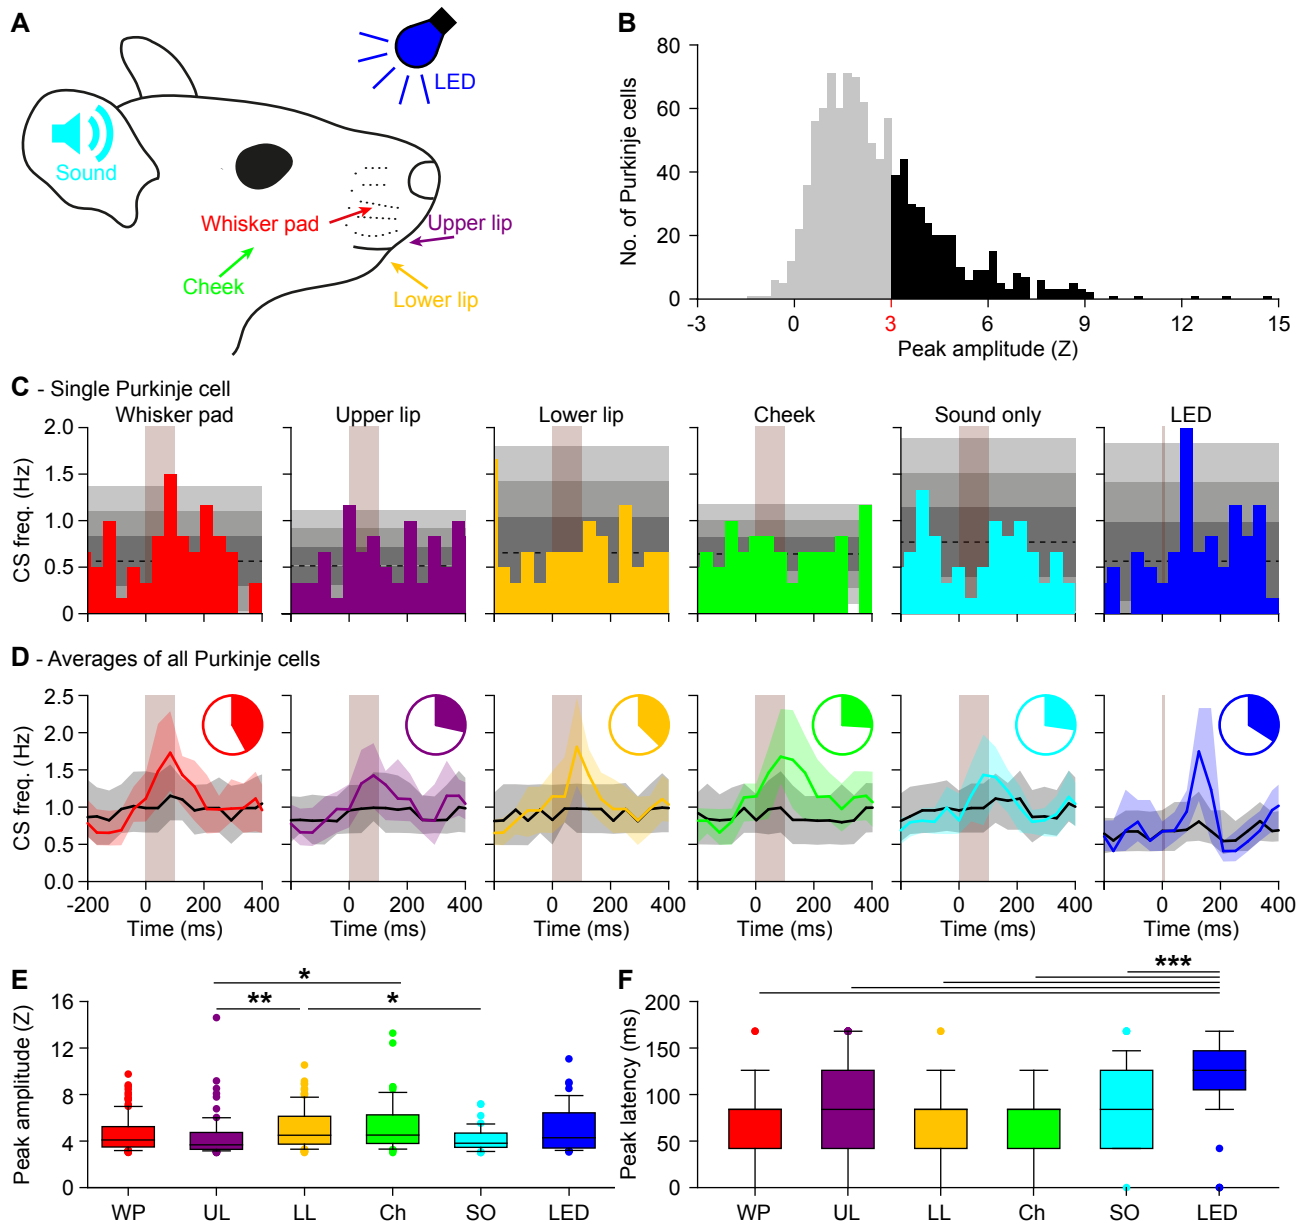 A
LED
Sound
Whisker pad
Upper lip
Cheek
Lower lip
B
No. of Purkinje cells
80
60
40
20
0
-3 0 3 6 9 12 15
Peak amplitude (Z)
C - Single Purkinje cell
Whisker pad Upper lip Lower lip Cheek Sound only LED
CS freq. (Hz)
2.0
1.5
1.0
0.5
0
D - Averages of all Purkinje cells
CS freq. (Hz)
2.5
2.0
1.5
1.0
0.5
0.0
-200 0 200 400 0 200 400 0 200 400 0 200 400 0 200 400 0 200 400
Time (ms) Time (ms) Time (ms) Time (ms) Time (ms) Time (ms)
E
Peak amplitude (Z)
16
12
8
4
0
*
** *
WP UL LL Ch SO LED
F
Peak latency (ms)
200
150
100
50
0
***
WP UL LL Ch SO LED